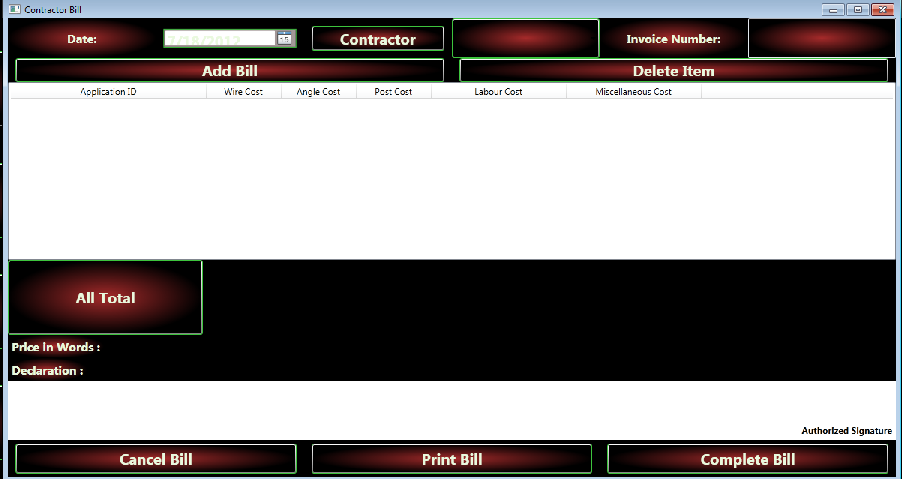 Contractor Bill
Date: 7/18/2012 15 Contractor Invoice Number:
Add Bill Delete Item
Application ID Wire Cost Angle Cost Post Cost Labour Cost Miscellaneous Cost
All Total
Price in Words :
Declaration :
Authorized Signature
Cancel Bill Print Bill Complete Bill